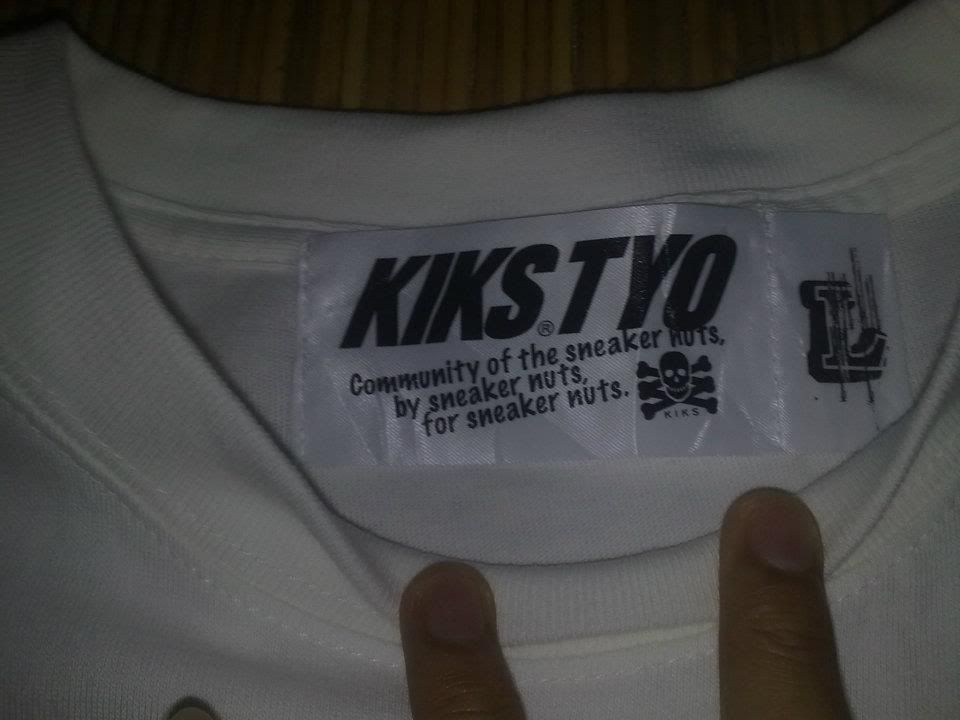 KIKS®TYO
Community of the sneaker nuts,
by sneaker nuts,
for sneaker nuts.
KIKS
L